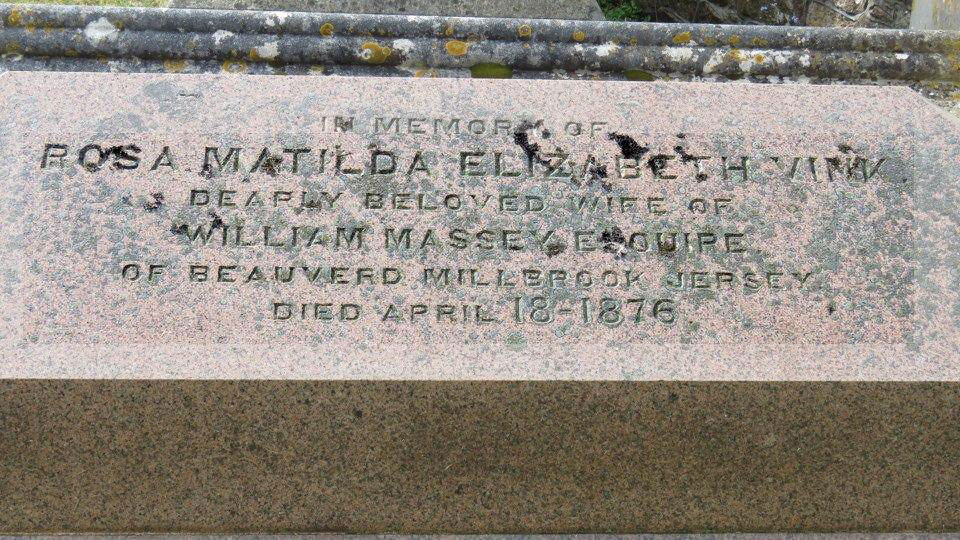 IN MEMORY OF
ROSA MATILDA ELIZABETH VINK
DEARLY BELOVED WIFE OF
WILLIAM MASSEY ESQUIRE
OF BEAUVERD MILLBROOK JERSEY
DIED APRIL 18-1876